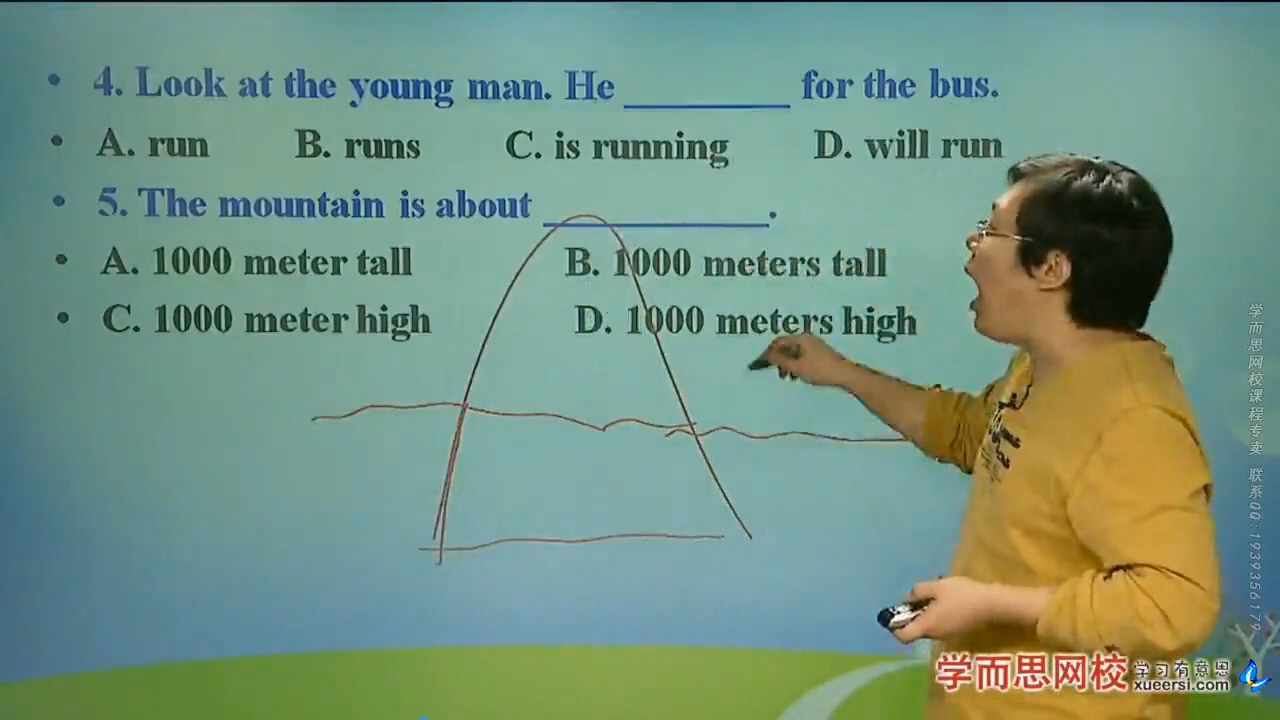 • 4. Look at the young man. He ________ for the bus.
• A. run B. runs C. is running D. will run
• 5. The mountain is about ___________.
• A. 1000 meter tall B. 1000 meters tall
• C. 1000 meter high D. 1000 meters high
学而思网校课程专卖 联系QQ:1939356179
学而思网校 学习有意思
xueersi.com